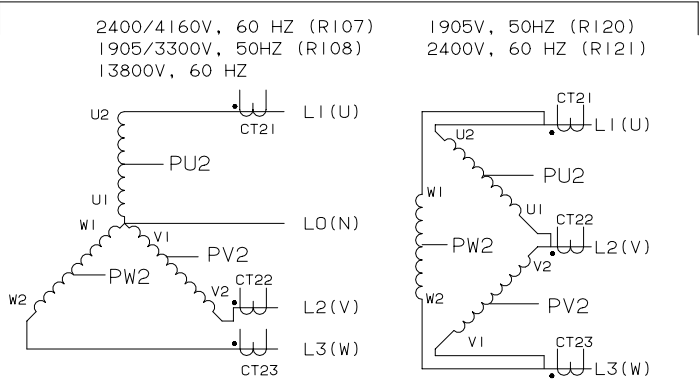 2400/4160V, 60 HZ (R107)
1905/3300V, 50HZ (R108)
13800V, 60 HZ
1905V, 50HZ (R120)
2400V, 60 HZ (R121)
U2
CT21
L1(U)
PU2
U1
W1
V1
L0(N)
PV2
PW2
W2
V2
CT22
L2(V)
L3(W)
CT23
CT21
L1(U)
U2
PU2
W1
U1
CT22
PW2
L2(V)
V2
W2
PV2
V1
CT23
L3(W)